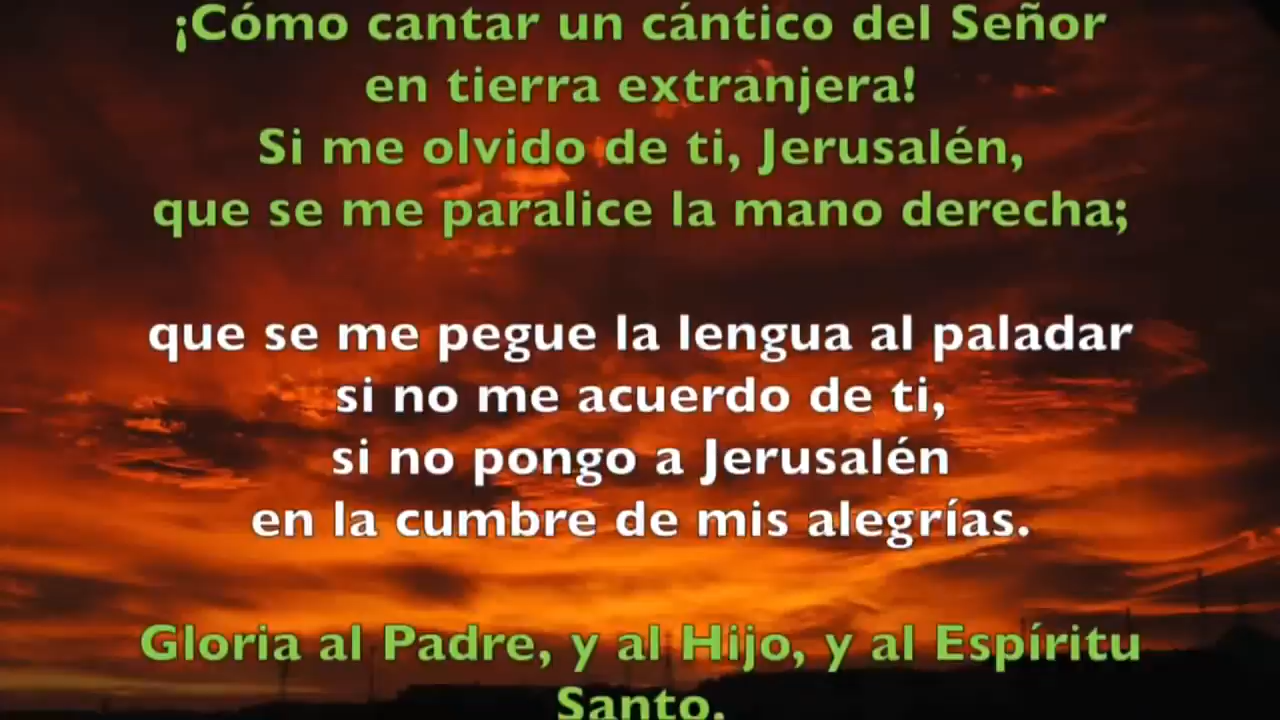 ¡Cómo cantar un cántico del Señor
en tierra extranjera!
Si me olvido de ti, Jerusalén,
que se me paralice la mano derecha;
que se me pegue la lengua al paladar
si no me acuerdo de ti,
si no pongo a Jerusalén
en la cumbre de mis alegrías.
Gloria al Padre, y al Hijo, y al Espíritu
Santo.